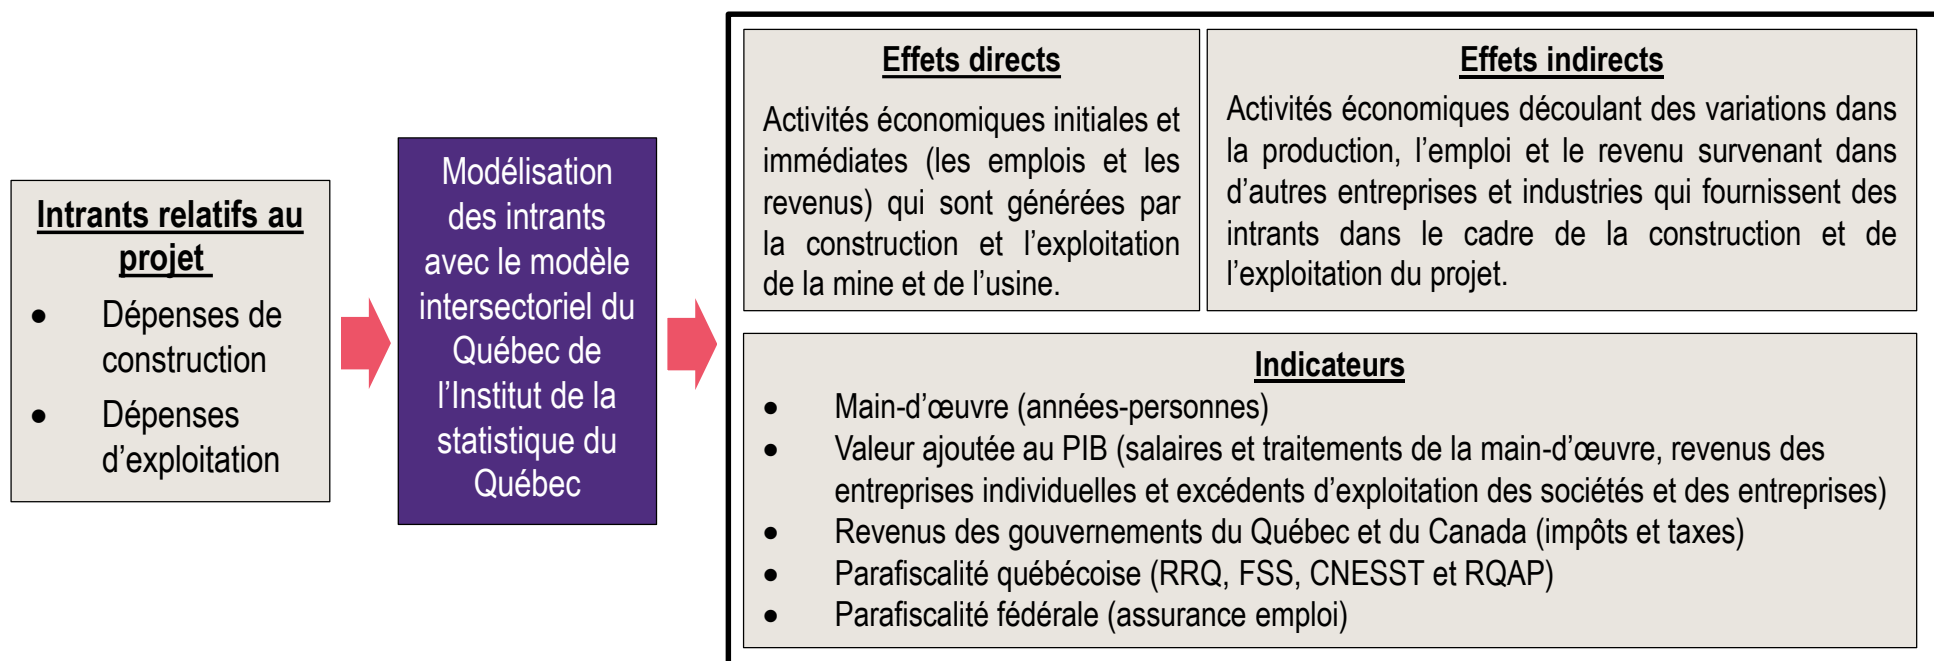 Intrants relatifs au
projet
• Dépenses de
construction
• Dépenses
d’exploitation
Modélisation
des intrants
avec le modèle
intersectoriel du
Québec de
l’Institut de la
statistique du
Québec
Effets directs
Activités économiques initiales et
immédiates (les emplois et les
revenus) qui sont générées par
la construction et l’exploitation
de la mine et de l’usine.
Effets indirects
Activités économiques découlant des variations dans
la production, l’emploi et le revenu survenant dans
d’autres entreprises et industries qui fournissent des
intrants dans le cadre de la construction et de
l’exploitation du projet.
Indicateurs
• Main-d’œuvre (années-personnes)
• Valeur ajoutée au PIB (salaires et traitements de la main-d’œuvre, revenus des
entreprises individuelles et excédents d’exploitation des sociétés et des entreprises)
• Revenus des gouvernements du Québec et du Canada (impôts et taxes)
• Parafiscalité québécoise (RRQ, FSS, CNESST et RQAP)
• Parafiscalité fédérale (assurance emploi)